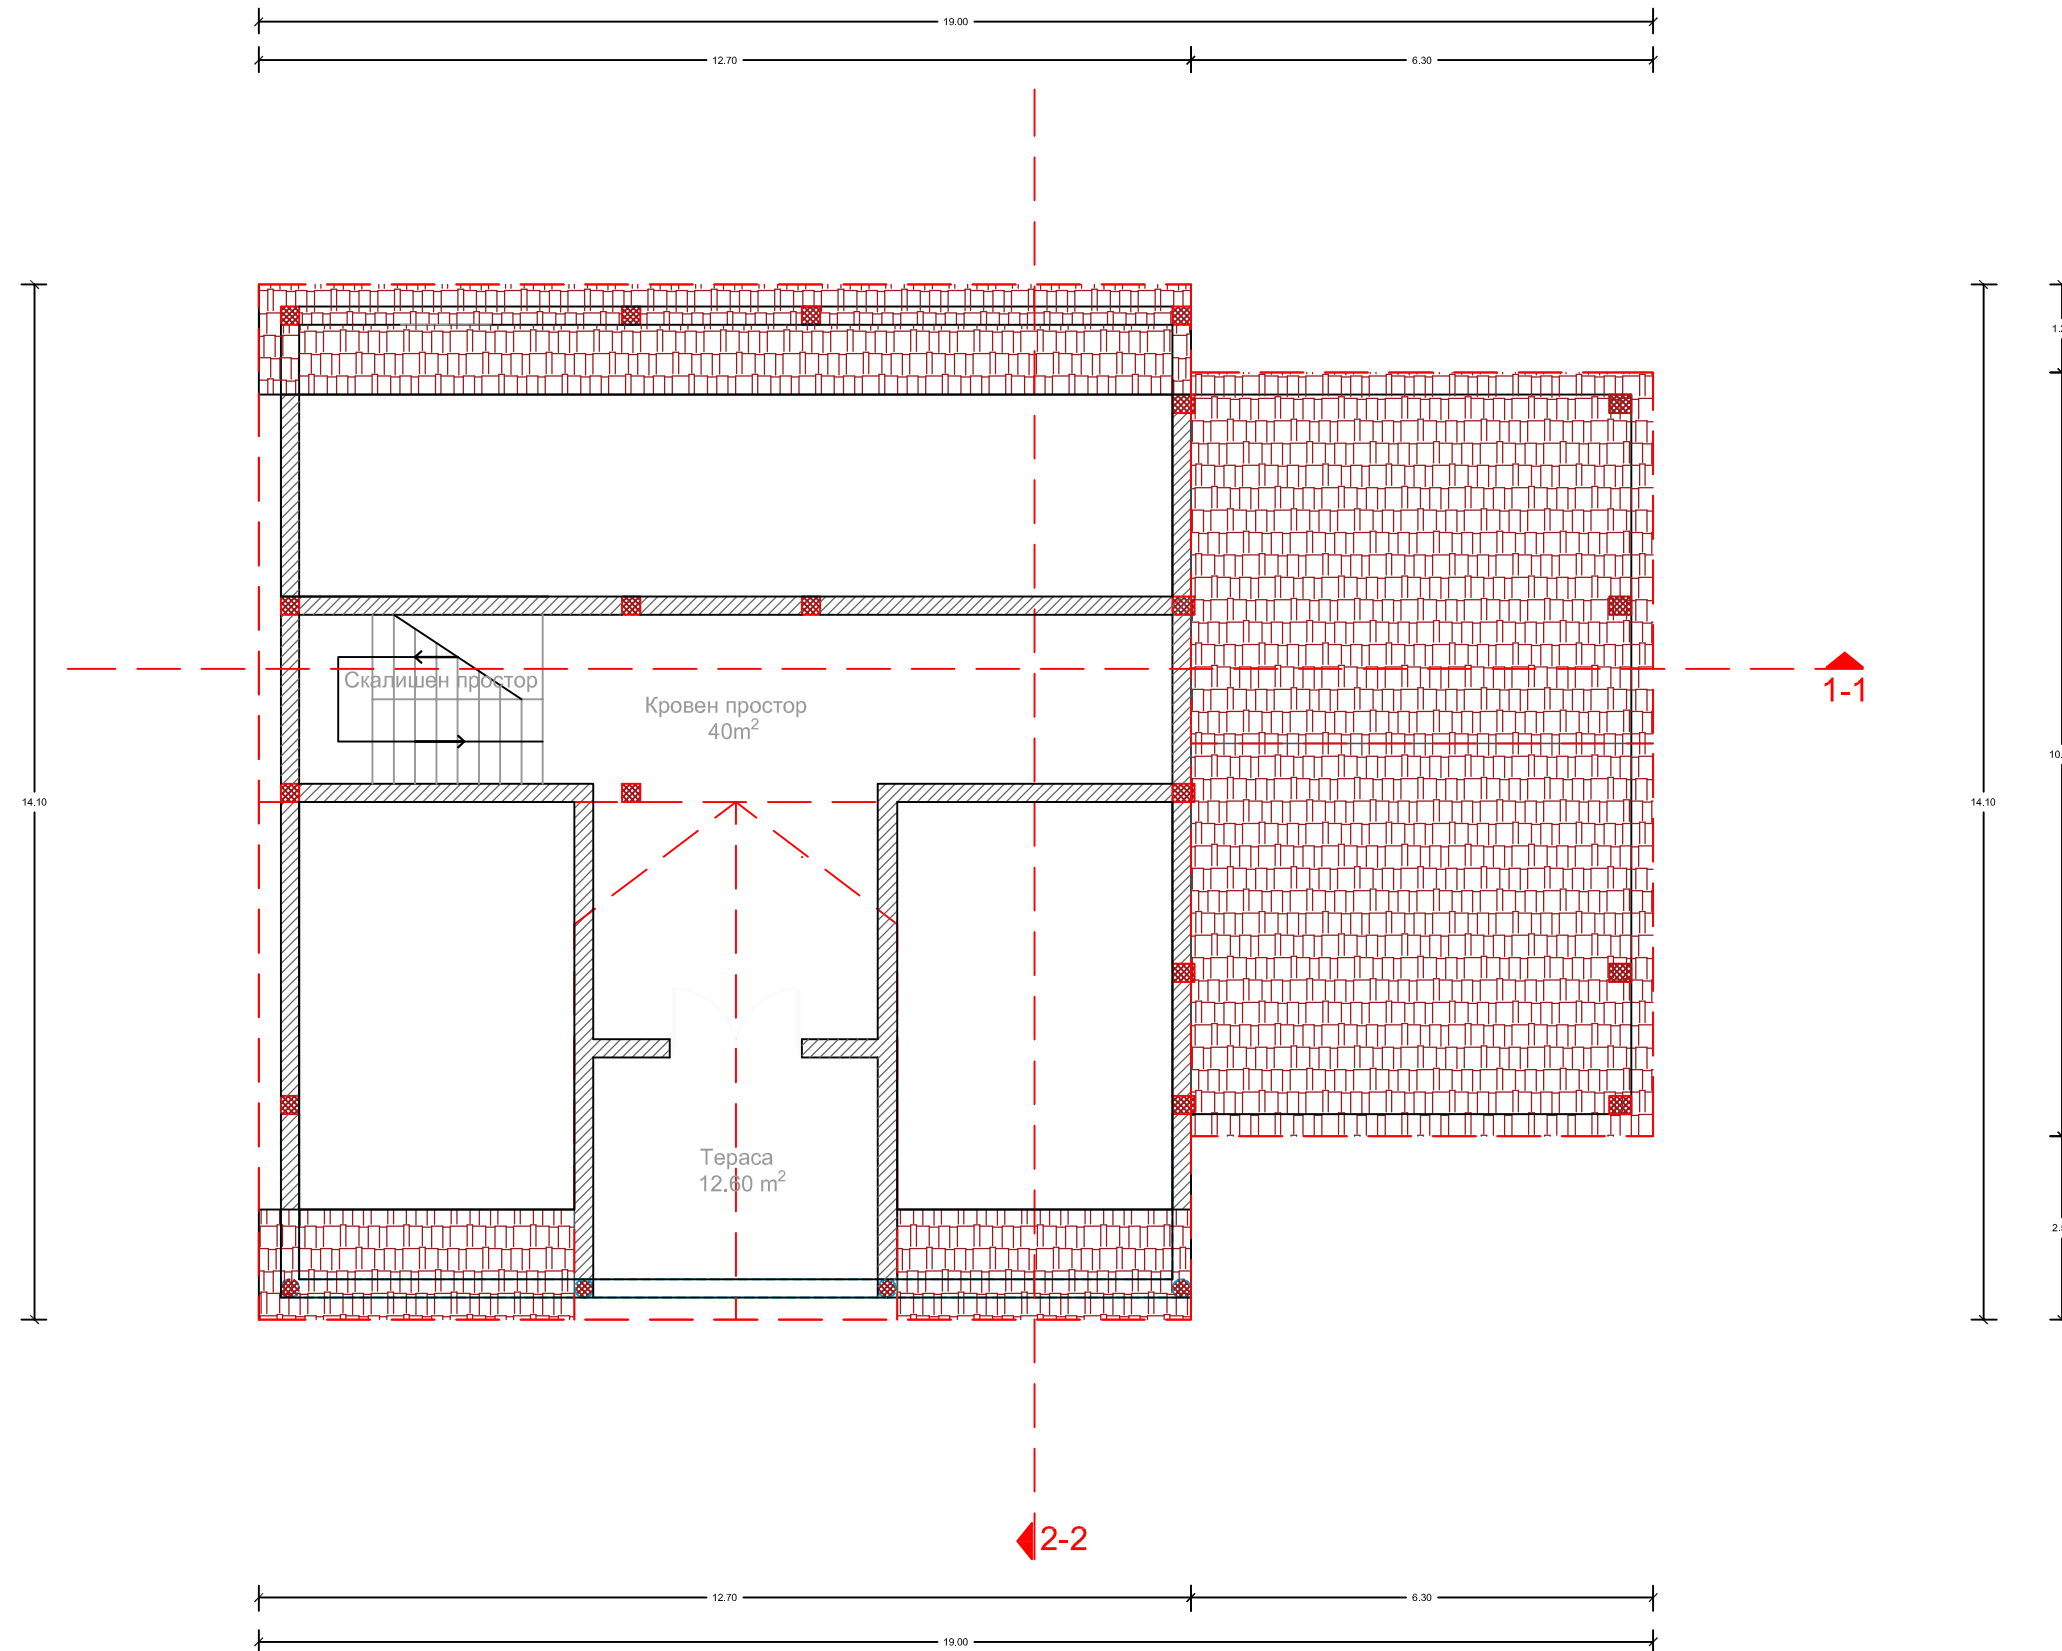 19.00
12.70
6.30
Скалишен простор
Кровен простор
40m²
1-1
14.10
14.10
Тераса
12.60 m²
2-2
12.70
6.30
19.00